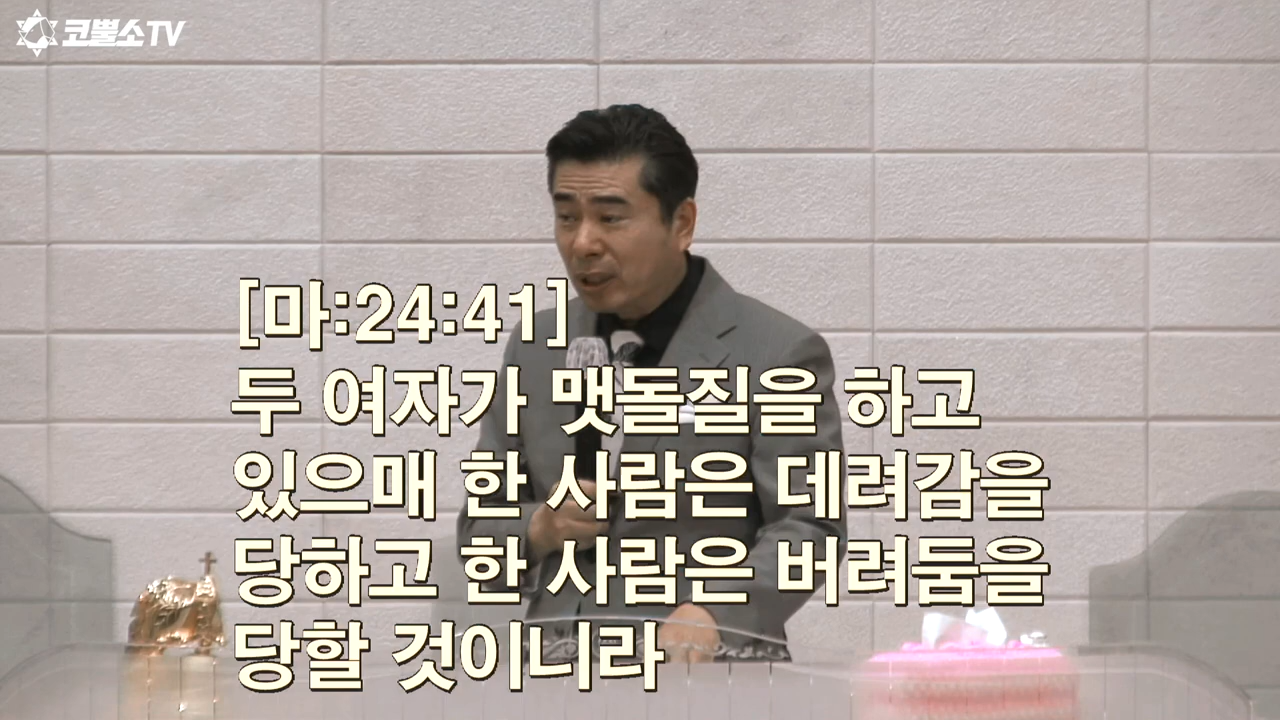 코뿔소TV
[마:24:41]
두 여자가 맷돌질을 하고
있으매 한 사람은 데려감을
당하고 한 사람은 버려둠을
당할 것이니라